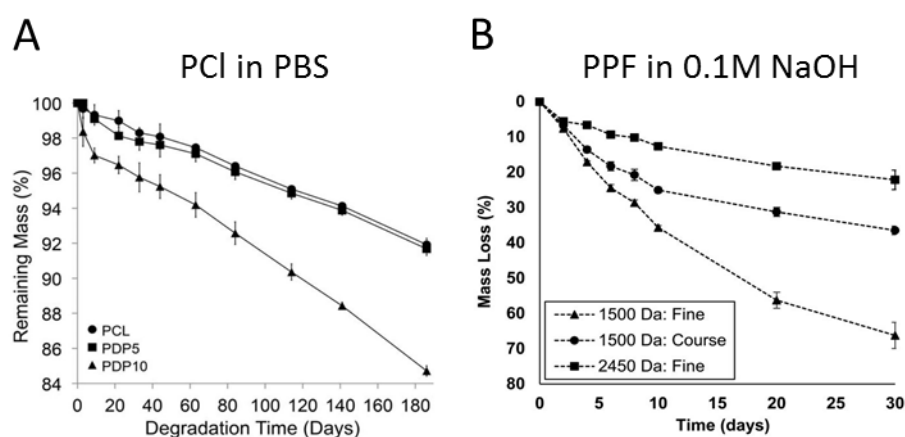 A
PCl in PBS
Remaining Mass (%)
100
98
96
94
92
90
88
86
84
PCL
PDP5
PDP10
0 20 40 60 80 100 120 140 160 180
Degradation Time (Days)
B
PPF in 0.1M NaOH
Mass Loss (%)
0
10
20
30
40
50
60
70
80
1500 Da: Fine
1500 Da: Course
2450 Da: Fine
0 5 10 15 20 25 30
Time (days)